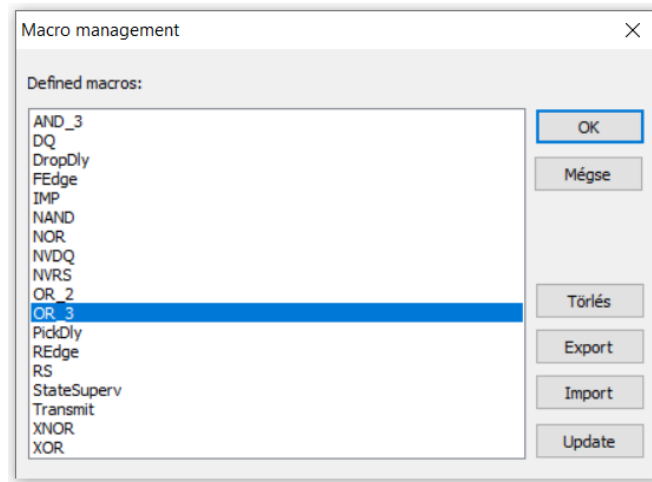 Macro management
Defined macros:
AND_3
DQ
DropDly
FEdge
IMP
NAND
NOR
NVDQ
NVRS
OR_2
OR_3
PickDly
REdge
RS
StateSuperv
Transmit
XNOR
XOR
OK
Mégse
Törlés
Export
Import
Update